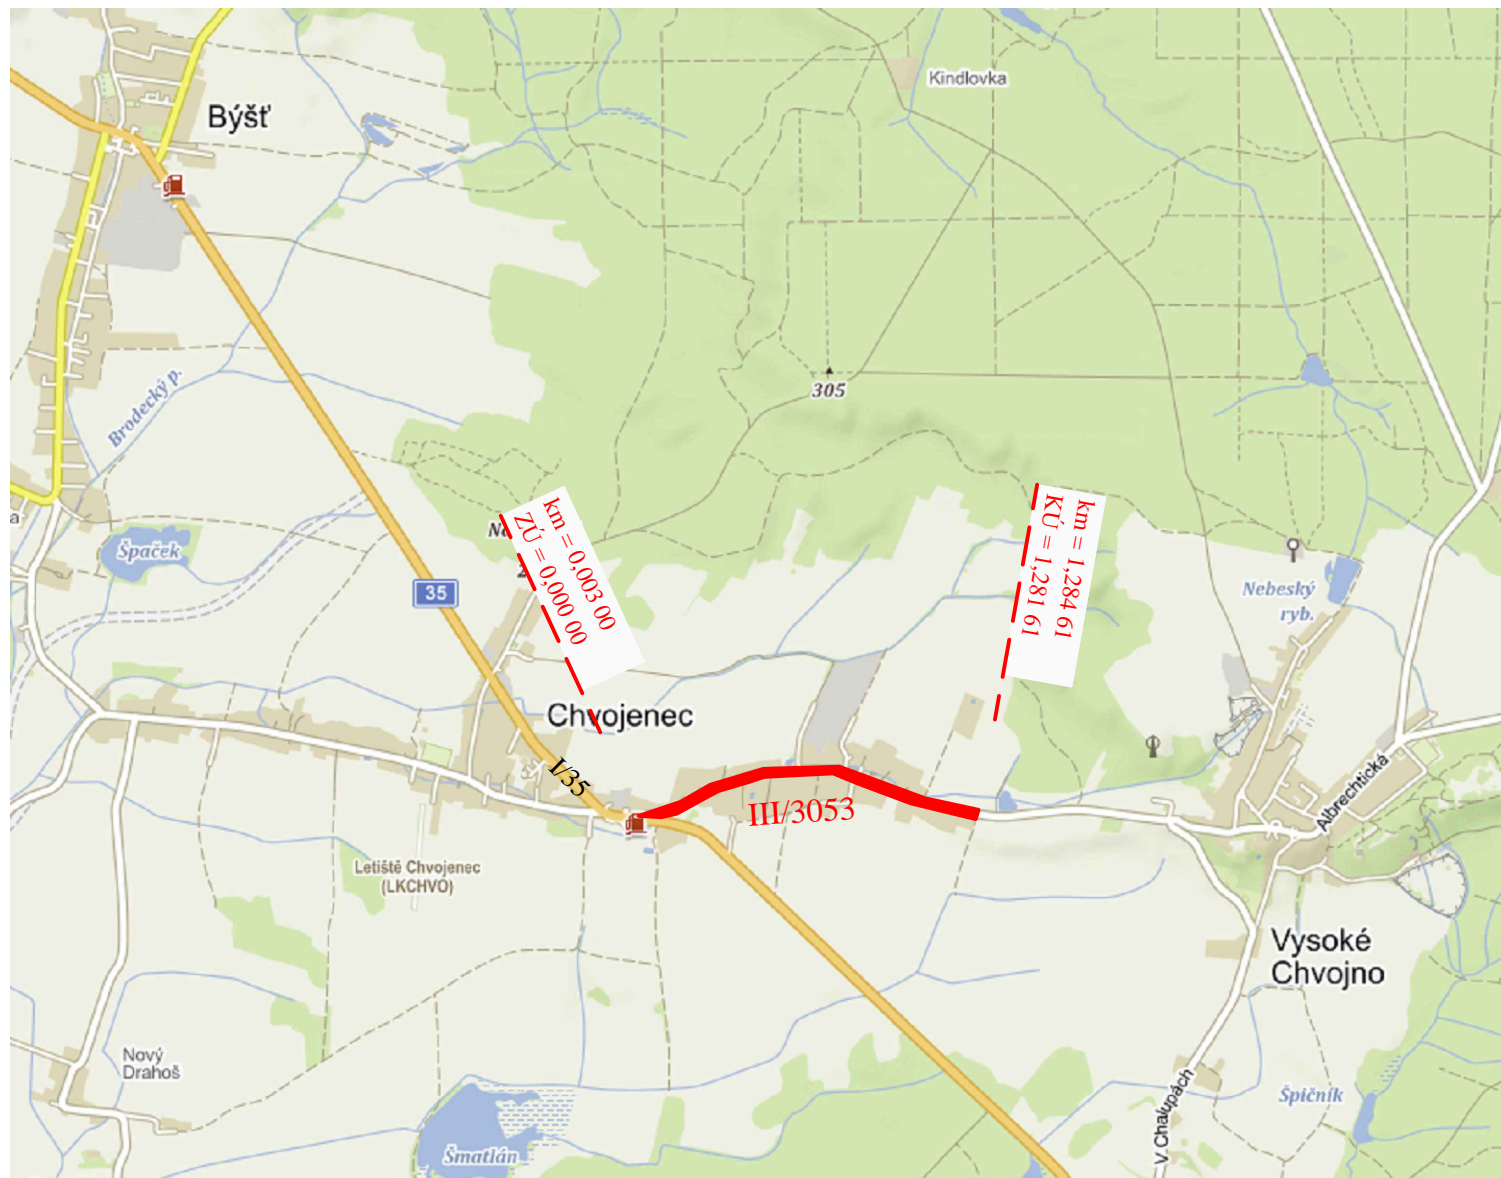 Kindlovka
Býšť
305
Brodecký p.
km = 0,003 00
ZÚ = 0,000 00
km = 1,284 61
KÚ = 1,281 61
Špaček
35
Nebeský
ryb.
Chvojenec
I/35
III/3053
Albrechtická
Letiště Chvojenec
(LKCHVO)
Vysoké
Chvojno
Nový
Drahoš
V Chalupách
Špičník
Šmatlán